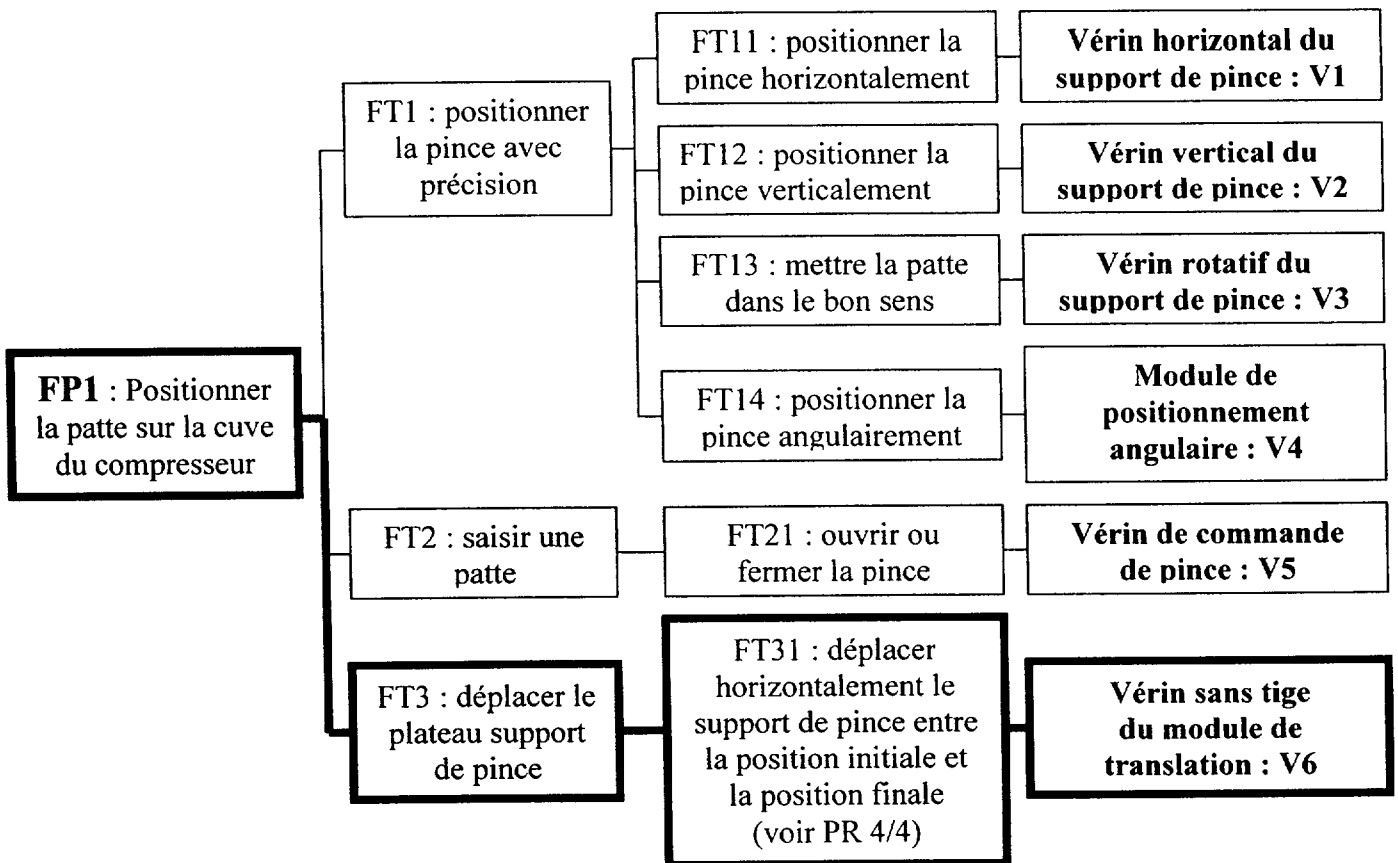 FP1 : Positionner
la patte sur la cuve
du compresseur
FT1 : positionner
la pince avec
précision
FT11 : positionner la
pince horizontalement
Vérin horizontal du
support de pince : V1
FT12 : positionner la
pince verticalement
Vérin vertical du
support de pince : V2
FT13 : mettre la patte
dans le bon sens
Vérin rotatif du
support de pince : V3
FT14 : positionner la
pince angulairement
Module de
positionnement
angulaire : V4
FT2 : saisir une
patte
FT21 : ouvrir ou
fermer la pince
Vérin de commande
de pince : V5
FT3 : déplacer le
plateau support
de pince
FT31 : déplacer
horizontalement le
support de pince entre
la position initiale et
la position finale
(voir PR 4/4)
Vérin sans tige
du module de
translation : V6